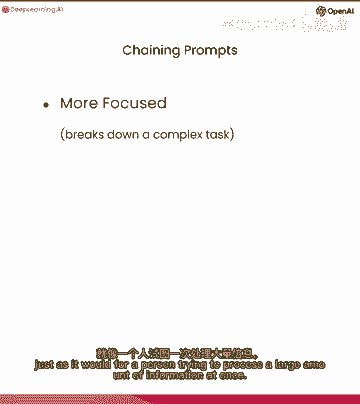 DeepLearning.AI
OpenAI
Chaining Prompts
• More Focused
(breaks down a complex task)
就像一个人试图一次处理大量信息。
just as it would for a person trying to process a large amo
unt of information at once.